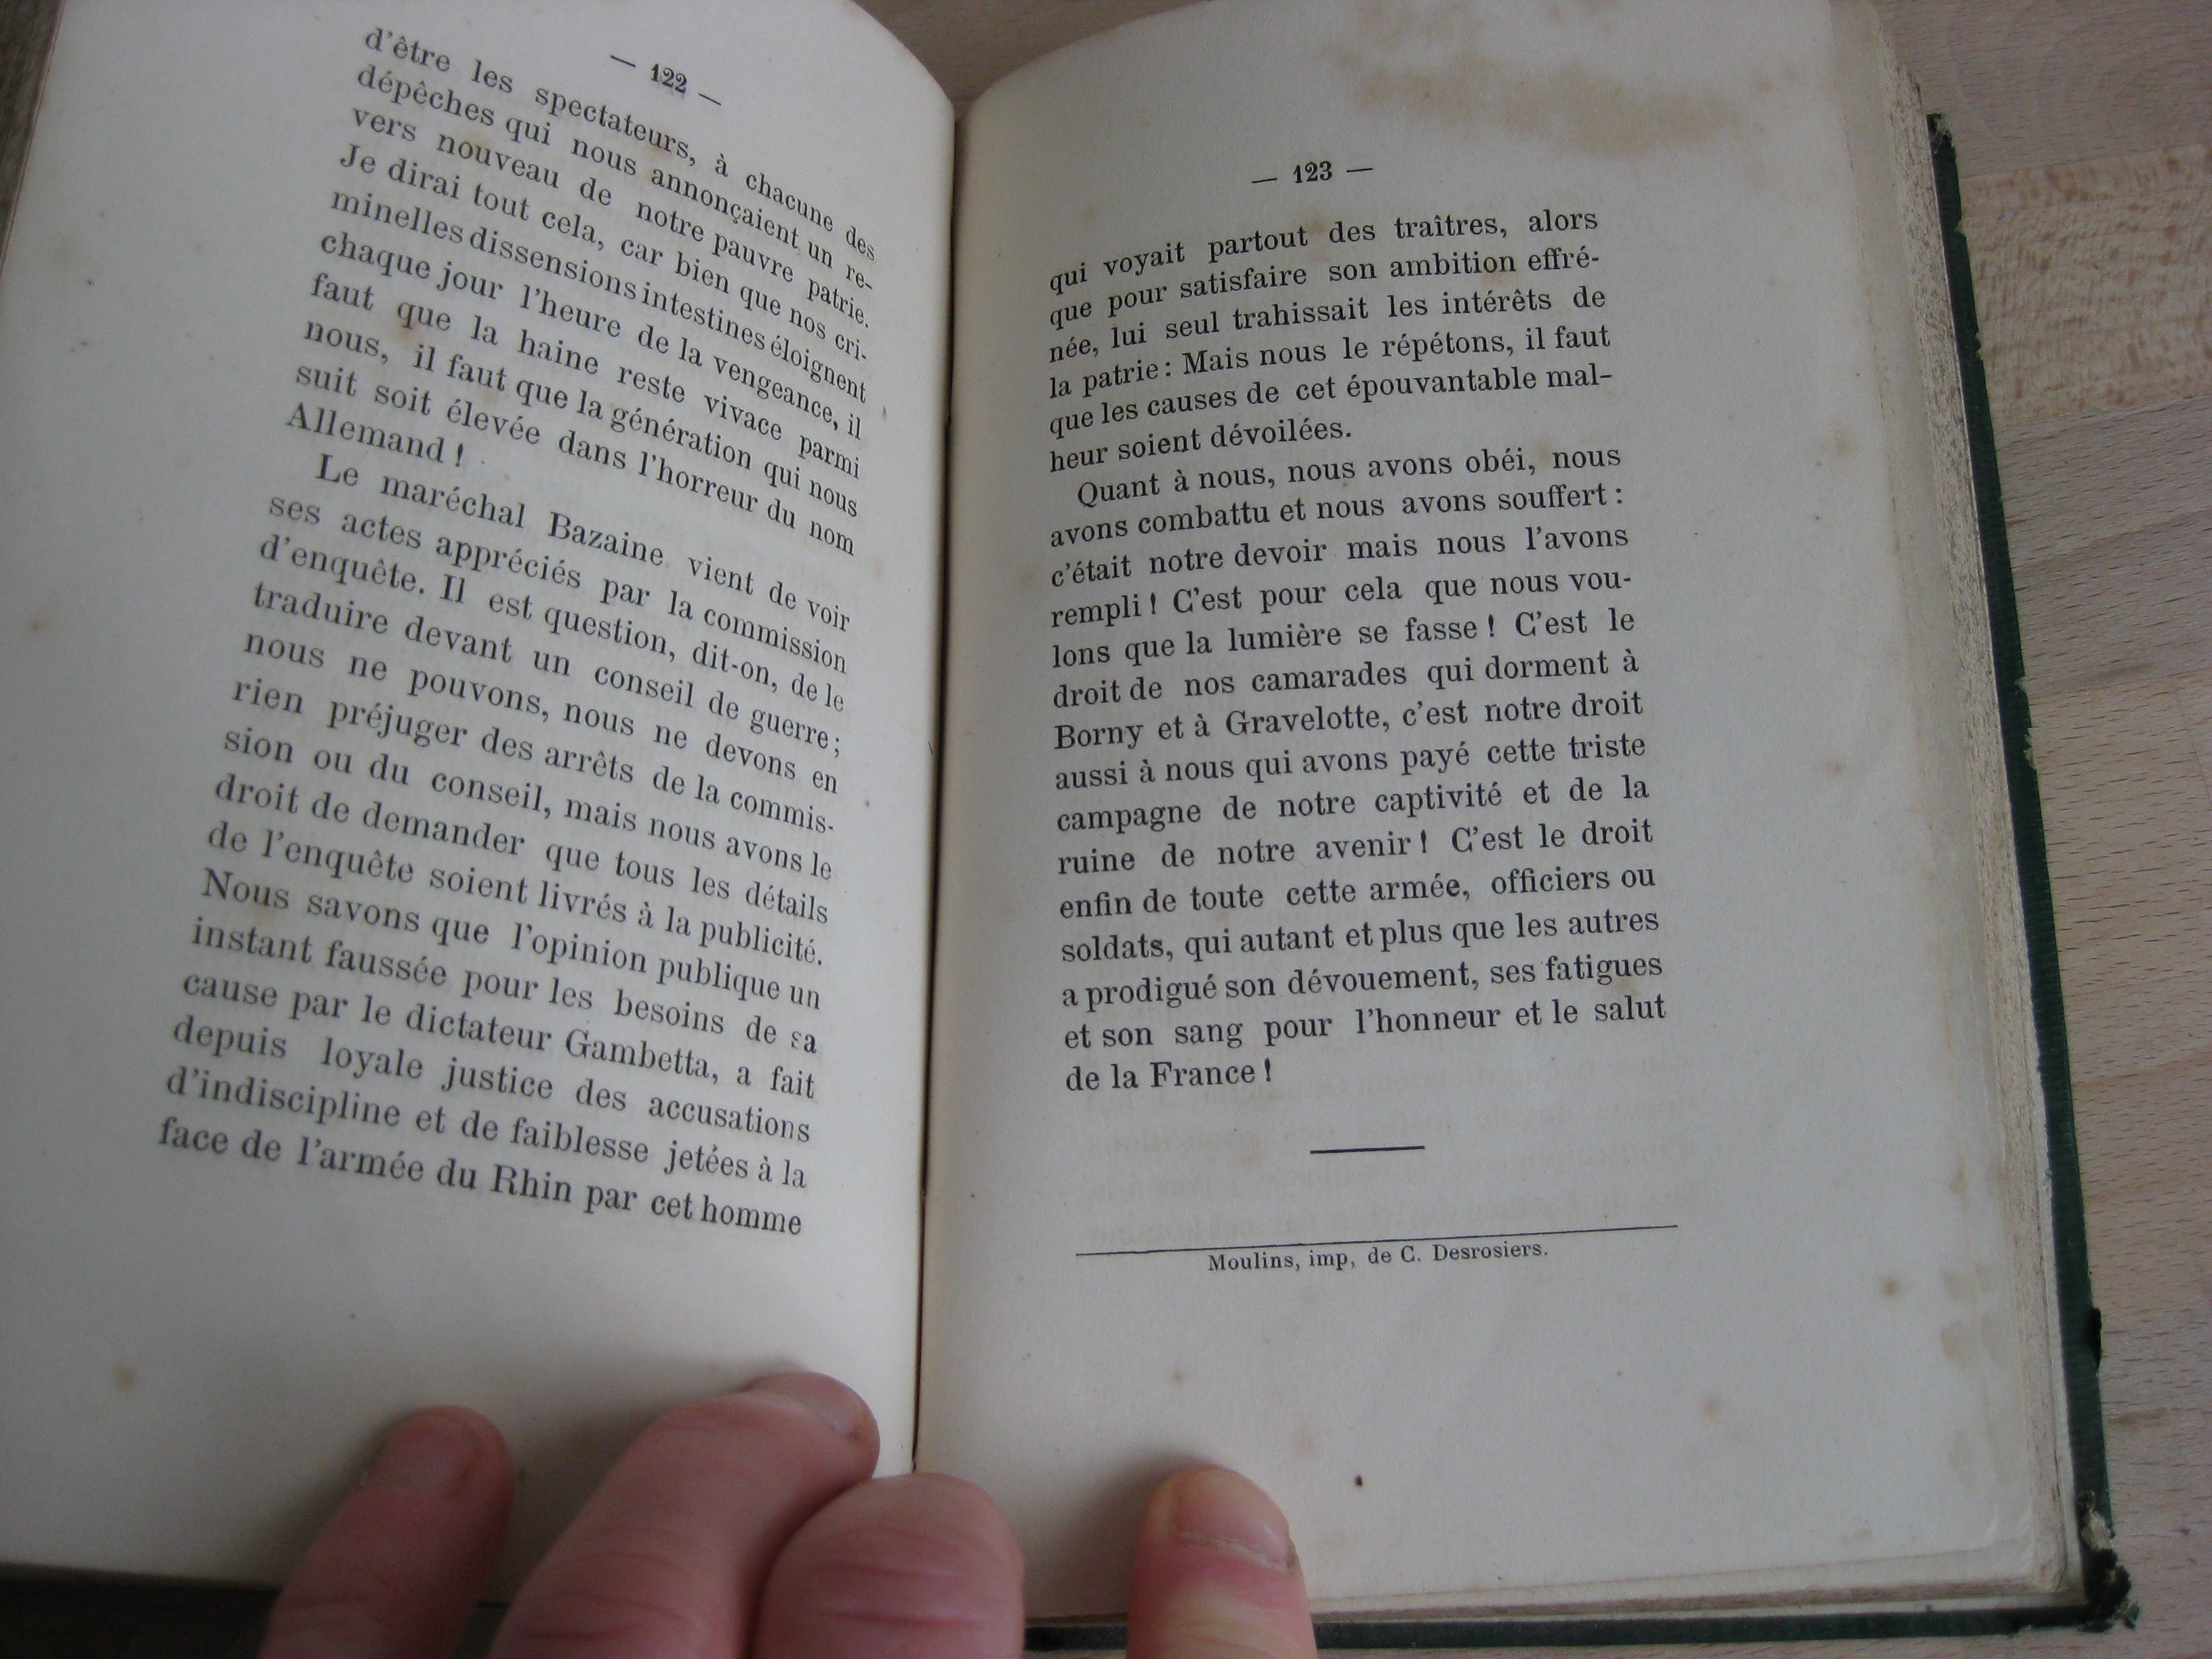 — 122 —
d'être les spectateurs, à chacune des
dépêches qui nous annonçaient un re-
vers nouveau de notre pauvre patrie.
Je dirai tout cela, car bien que nos cri-
minelles dissensions intestines éloignent
chaque jour l'heure de la vengeance, il
faut que la haine reste vivace parmi
nous, il faut que la génération qui nous
suit soit élevée dans l'horreur du nom
Allemand !
Le maréchal Bazaine vient de voir
ses actes appréciés par la commission
d'enquête. Il est question, dit-on, de le
traduire devant un conseil de guerre;
nous ne pouvons, nous ne devons en
rien préjuger des arrêts de la commis-
sion ou du conseil, mais nous avons le
droit de demander que tous les détails
de l'enquête soient livrés à la publicité.
Nous savons que l'opinion publique un
instant faussée pour les besoins de sa
cause par le dictateur Gambetta, a fait
depuis loyale justice des accusations
d'indiscipline et de faiblesse jetées à la
face de l'armée du Rhin par cet homme
— 123 —
qui voyait partout des traîtres, alors
que pour satisfaire son ambition effré-
née, lui seul trahissait les intérêts de
la patrie : Mais nous le répétons, il faut
que les causes de cet épouvantable mal-
heur soient dévoilées.
Quant à nous, nous avons obéi, nous
avons combattu et nous avons souffert :
c'était notre devoir mais nous l'avons
rempli ! C'est pour cela que nous vou-
lons que la lumière se fasse ! C'est le
droit de nos camarades qui dorment à
Borny et à Gravelotte, c'est notre droit
aussi à nous qui avons payé cette triste
campagne de notre captivité et de la
ruine de notre avenir ! C'est le droit
enfin de toute cette armée, officiers ou
soldats, qui autant et plus que les autres
a prodigué son dévouement, ses fatigues
et son sang pour l'honneur et le salut
de la France !
Moulins, imp, de C. Desrosiers.